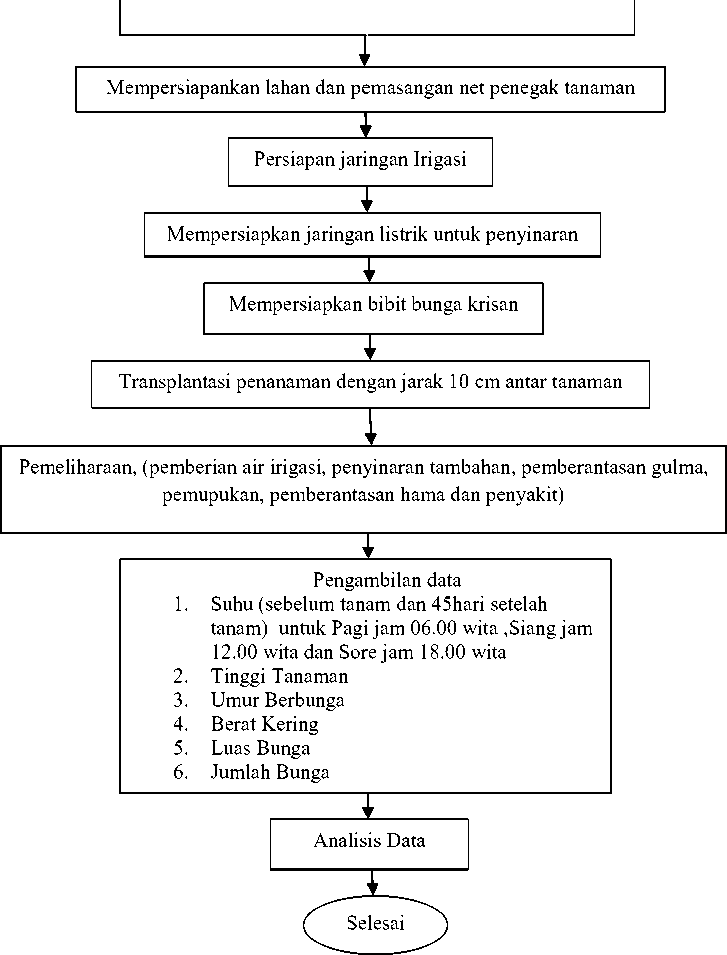 Mempersiapankan lahan dan pemasangan net penegak tanaman
Persiapan jaringan Irigasi
Mempersiapkan jaringan listrik untuk penyinaran
Mempersiapkan bibit bunga krisan
Transplantasi penanaman dengan jarak 10 cm antar tanaman
Pemeliharaan, (pemberian air irigasi, penyinaran tambahan, pemberantasan gulma,
pemupukan, pemberantasan hama dan penyakit)
Pengambilan data
1. Suhu (sebelum tanam dan 45hari setelah
tanam) untuk Pagi jam 06.00 wita ,Siang jam
12.00 wita dan Sore jam 18.00 wita
2. Tinggi Tanaman
3. Umur Berbunga
4. Berat Kering
5. Luas Bunga
6. Jumlah Bunga
Analisis Data
Selesai